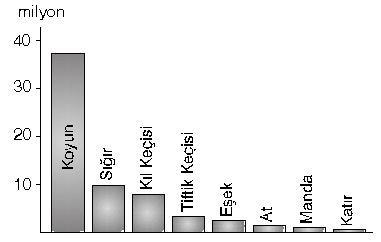 milyon
40
30
20
10
Koyun
Sığır
Kıl Keçisi
Tiftik Keçisi
Eşek
At
Manda
Katır